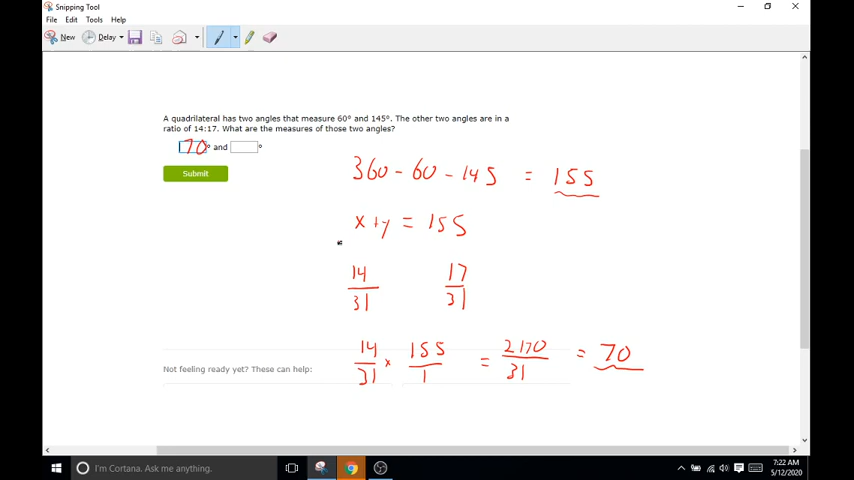 Snipping Tool
File Edit Tools Help
New Delay
A quadrilateral has two angles that measure 60° and 145°. The other two angles are in a
ratio of 14:17. What are the measures of those two angles?
70° and °
Submit
360 - 60 - 145 = 155
x + y = 155
14/31 17/31
14/31 × 155/1 = 2170/31 = 70
Not feeling ready yet? These can help:
I'm Cortana. Ask me anything.
7:22 AM
5/12/2020